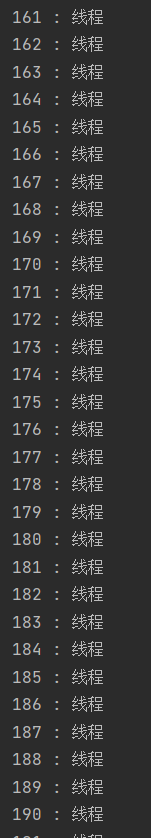 161 : 线程
162 : 线程
163 : 线程
164 : 线程
165 : 线程
166 : 线程
167 : 线程
168 : 线程
169 : 线程
170 : 线程
171 : 线程
172 : 线程
173 : 线程
174 : 线程
175 : 线程
176 : 线程
177 : 线程
178 : 线程
179 : 线程
180 : 线程
181 : 线程
182 : 线程
183 : 线程
184 : 线程
185 : 线程
186 : 线程
187 : 线程
188 : 线程
189 : 线程
190 : 线程